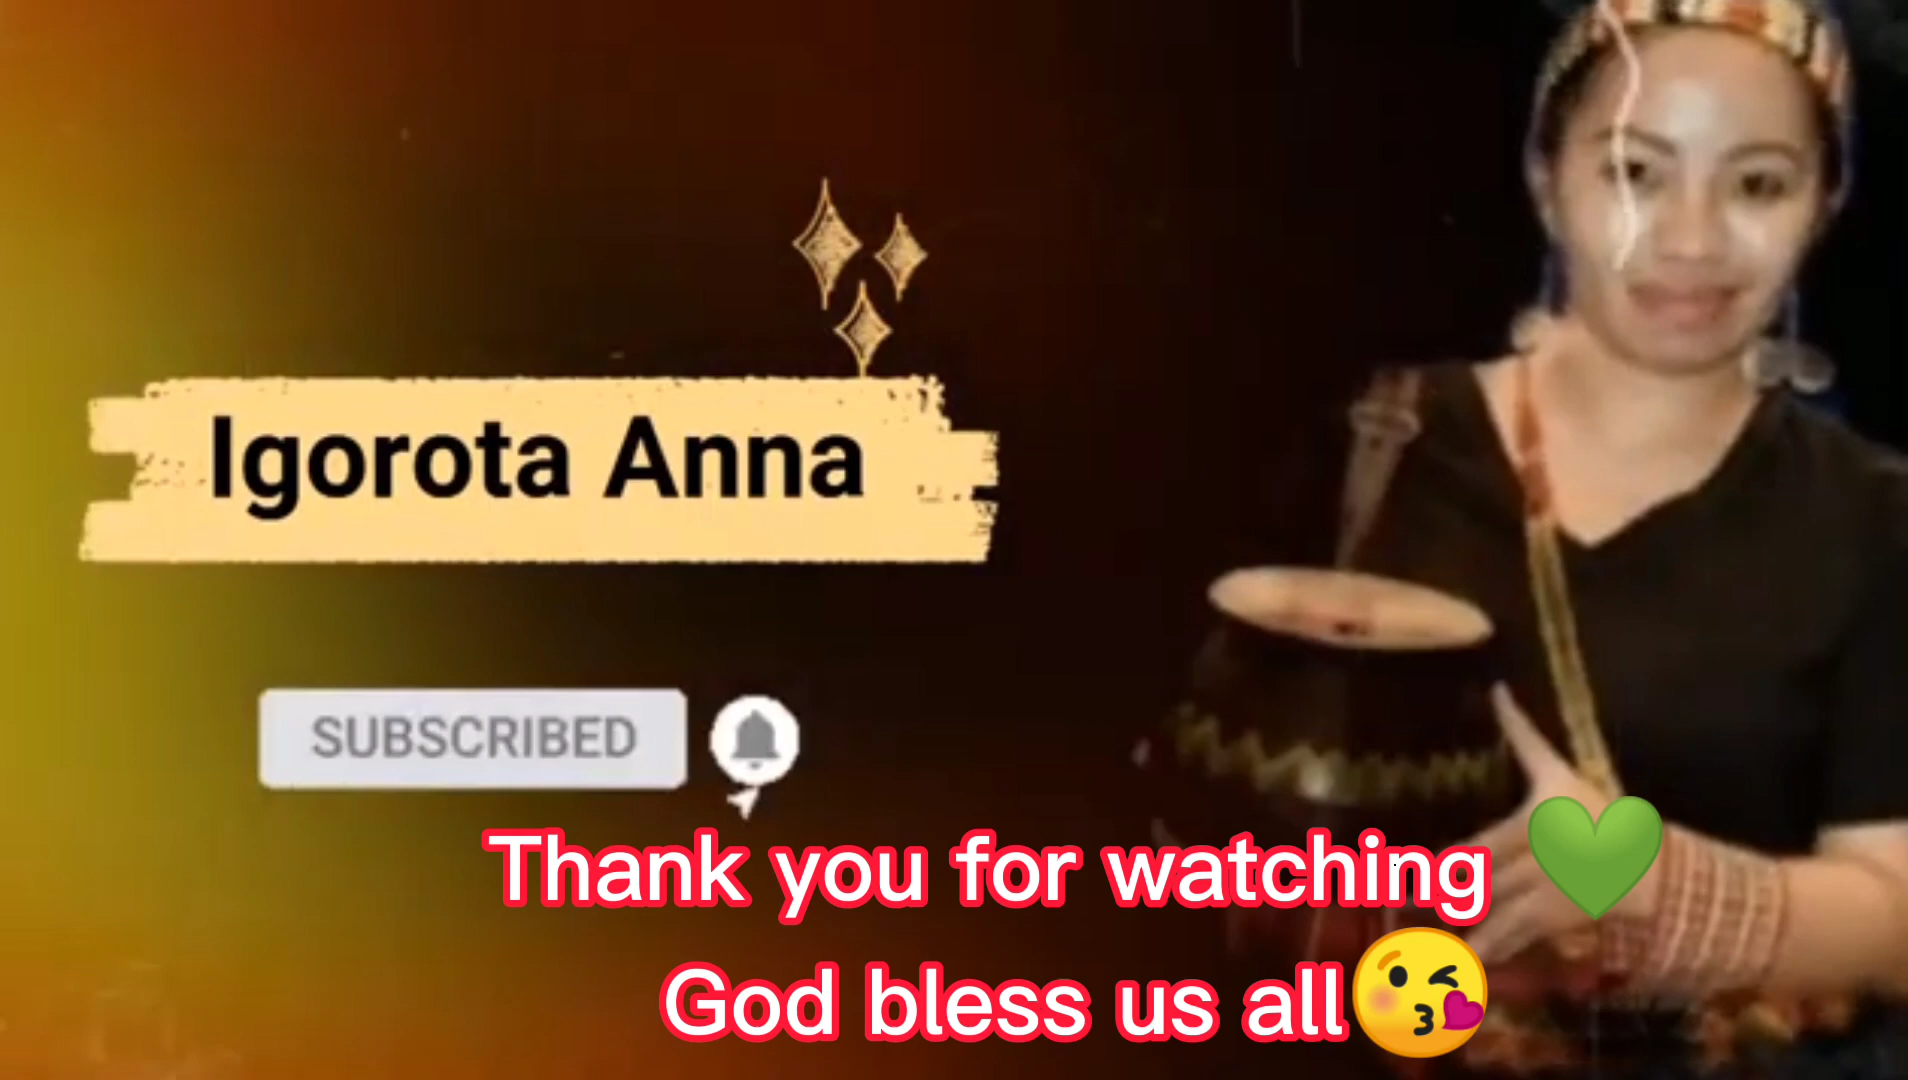 Igorota Anna
SUBSCRIBED
Thank you for watching 💚
God bless us all😘